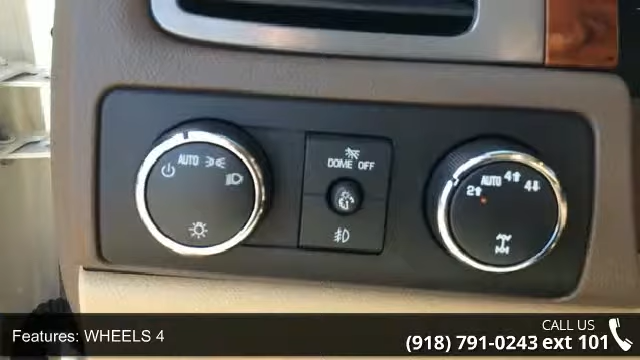 AUTO
DOME OFF
2↑
AUTO
4↑
4↓
Features: WHEELS 4
CALL US
(918) 791-0243 ext 101